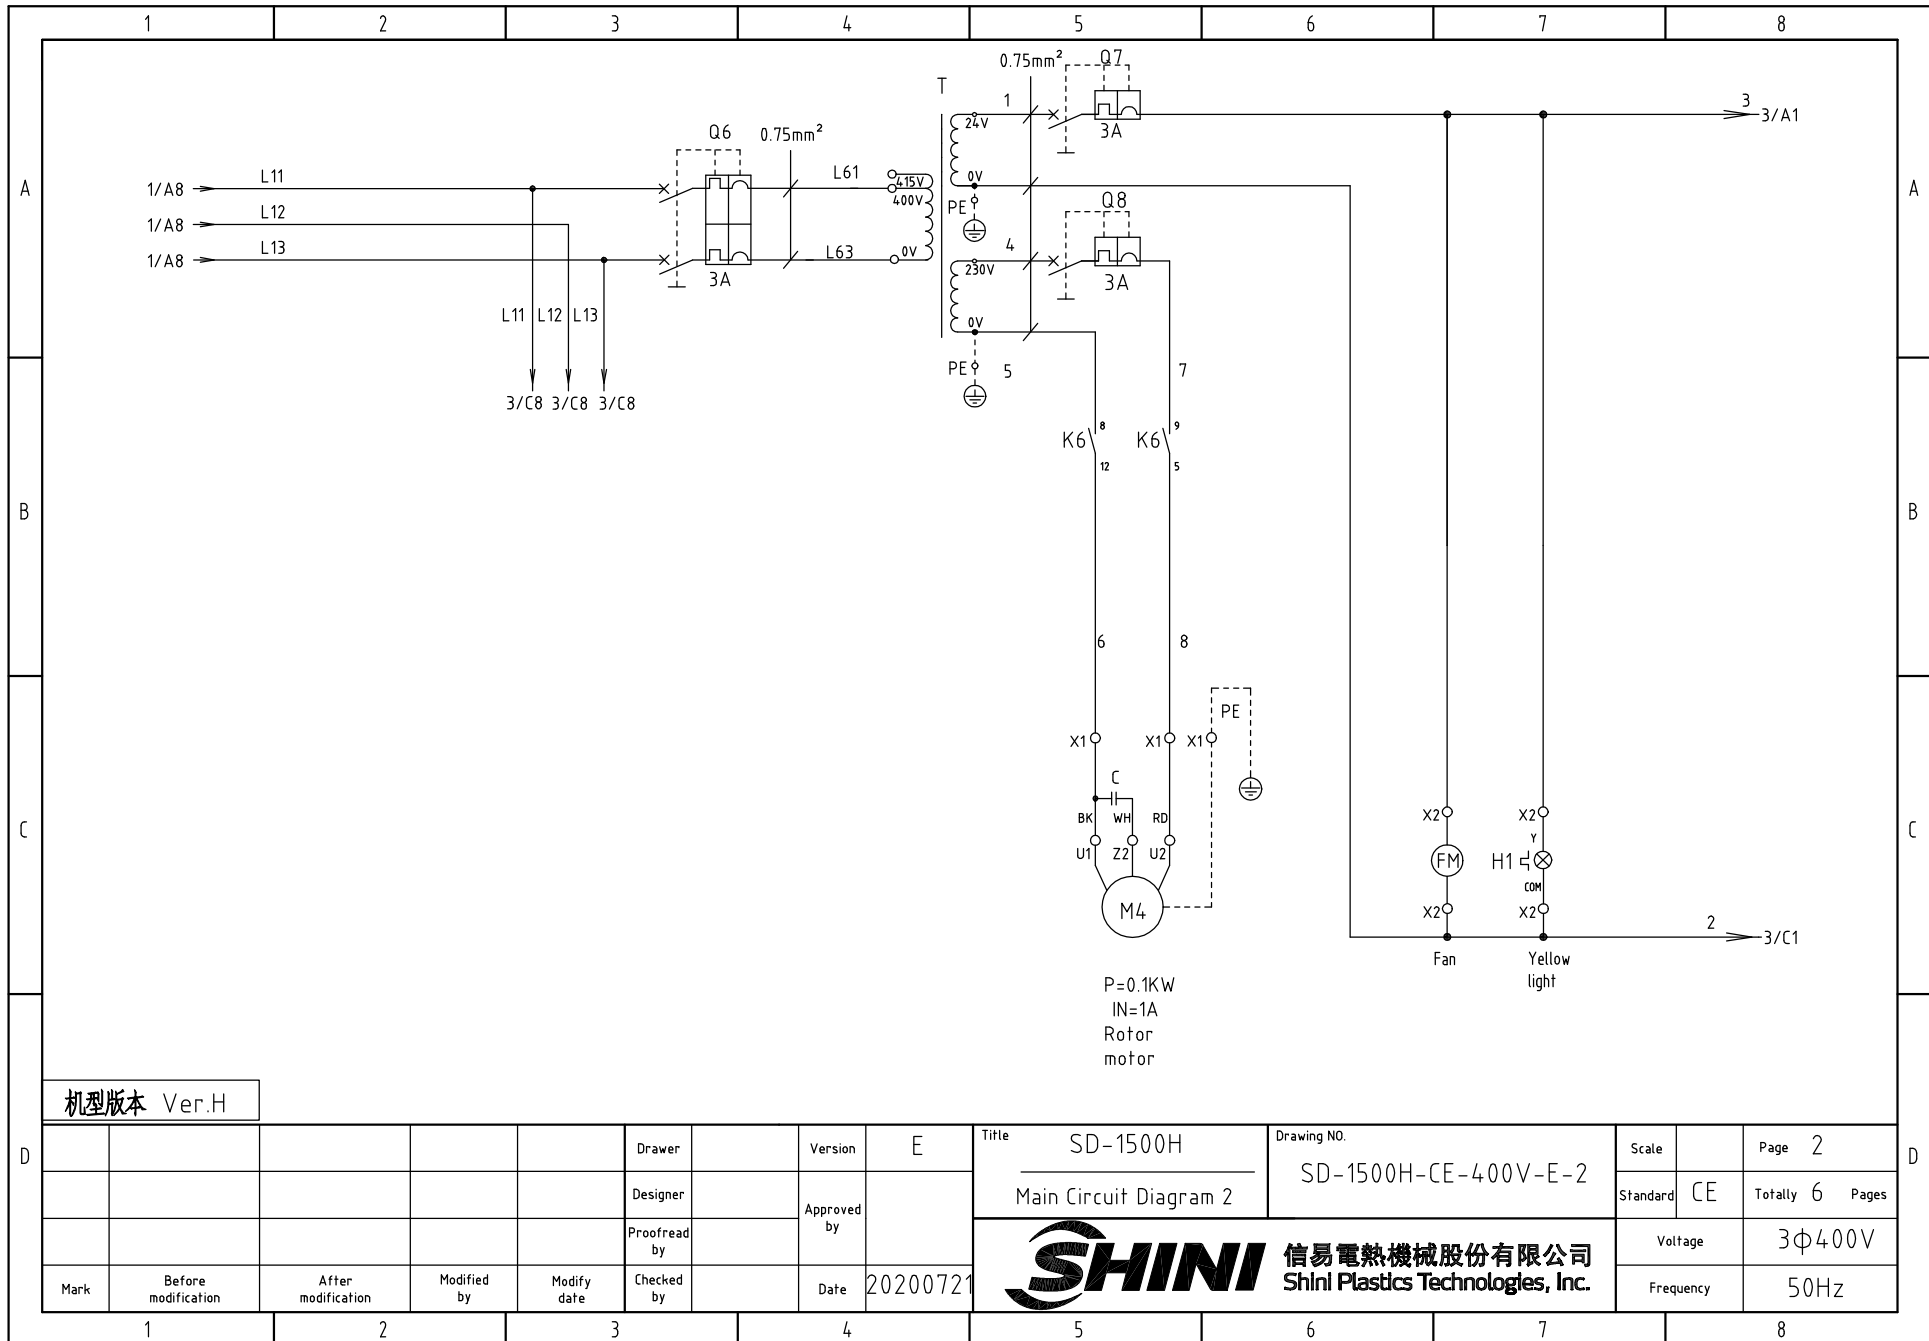 1 2 3 4 5 6 7 8
A
B
C
D
A
B
C
D
1/A8 L11
1/A8 L12
1/A8 L13
L11 L12 L13
3/C8 3/C8 3/C8
Q6
3A
0.75mm²
L61
L63
415V
400V
0V
T
24V
0V
PE
230V
0V
PE
0.75mm²
1
4
5
Q7
3A
Q8
3A
7
K6 8
12
K6 9
5
6
8
X1 X1 X1
PE
C
BK WH RD
U1 Z2 U2
M4
P=0.1KW
IN=1A
Rotor
motor
3
3/A1
X2 X2
Y
FM H1
COM
X2 X2
2
3/C1
Fan
Yellow
light
机型版本 Ver.H
Mark
Before
modification
After
modification
Modified
by
Modify
date
Drawer
Designer
Proofread
by
Checked
by
Version E
Approved
by
Date 20200721
Title SD-1500H
Main Circuit Diagram 2
Drawing NO.
SD-1500H-CE-400V-E-2
Scale
Page 2
Standard CE
Totally 6 Pages
Voltage 3Φ400V
Frequency 50Hz
SHINI
信易電熱機械股份有限公司
Shini Plastics Technologies, Inc.
1 2 3 4 5 6 7 8